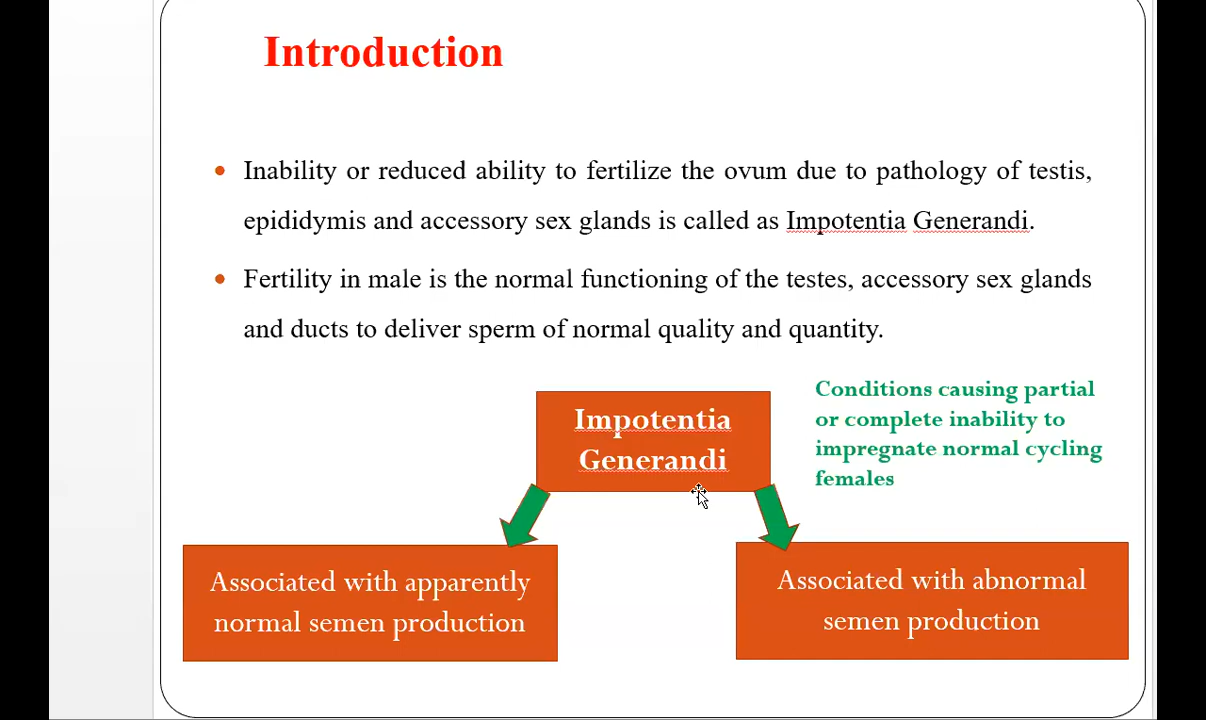 Introduction
• Inability or reduced ability to fertilize the ovum due to pathology of testis,
epididymis and accessory sex glands is called as Impotentia Generandi.
• Fertility in male is the normal functioning of the testes, accessory sex glands
and ducts to deliver sperm of normal quality and quantity.
Impotentia
Generandi
Conditions causing partial
or complete inability to
impregnate normal cycling
females
Associated with apparently
normal semen production
Associated with abnormal
semen production